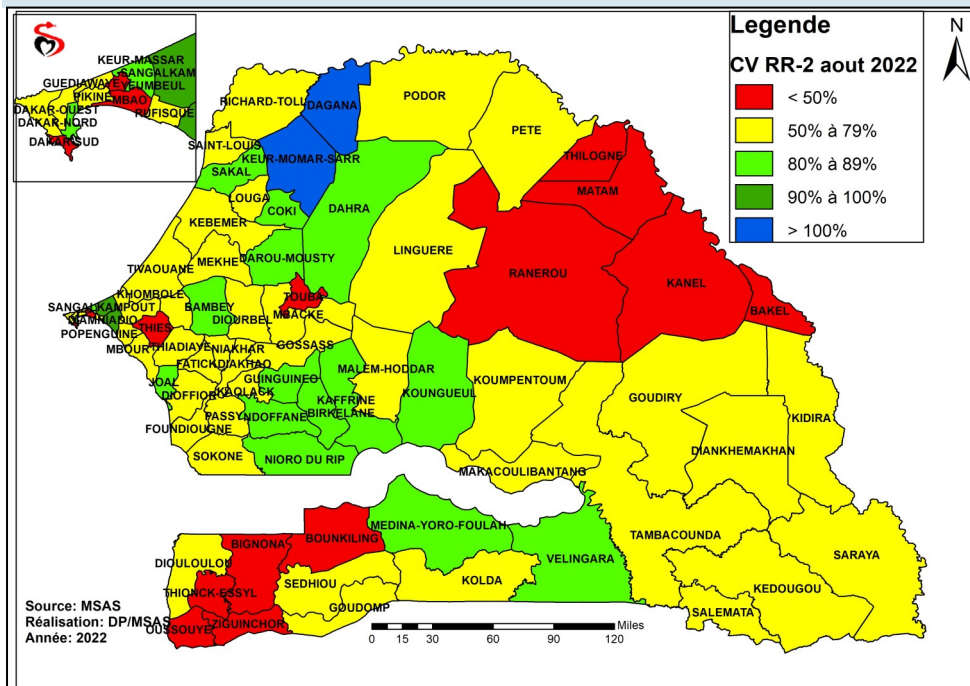 Legende
CV RR-2 aout 2022
< 50%
50% à 79%
80% à 89%
90% à 100%
> 100%
N
KEUR-MASSAR
SANGALKAM
GUEDIAWAYE
YEUMBEUL
PIKINE
MBAO
DAKAR-OUEST
RUFISQUE
DAKAR-NORD
DAKAR-SUD
RICHARD-TOLL
DAGANA
PODOR
PETE
SAINT-LOUIS
THILOGNE
KEUR-MOMAR-SARR
SAKAL
MATAM
LOUGA
COKI
DAHRA
KEBEMER
LINGUERE
DAROU-MOUSTY
MEKHE
TIVAOUANE
RANEROU
KANEL
KHOMBOLE
TOUBA
SANGALKAM
POUT
BAMBEY
MBACKE
BAKEL
DIAMNIADIO
DIOURBEL
POPENGUINE
THIES
MBOUR
THIADIAYE
NIAKHAR
GOSSASS
FATICK
DIAKHAO
MALEM-HODDAR
JOAL
GUINGUINEO
KOUMPENTOUM
DIOFFIOR
KAOLACK
KOUNGUEUL
GOUDIRY
KAFFRINE
PASSY
NDOFFANE
BIRKELANE
KIDIRA
FOUNDIOUGNE
DIANKHEMAKHAN
SOKONE
NIORO DU RIP
MAKACOULIBANTANG
MEDINA-YORO-FOULAH
BOUNKILING
TAMBACOUNDA
BIGNONA
VELINGARA
SARAYA
DIOULOULOU
SEDHIOU
KOLDA
KEDOUGOU
THIONCK-ESSYL
GOUDOMP
SALEMATA
ZIGUINCHOR
OUSSOUYE
Source: MSAS
Réalisation: DP/MSAS
Année: 2022
0 15 30 60 90 120 Miles